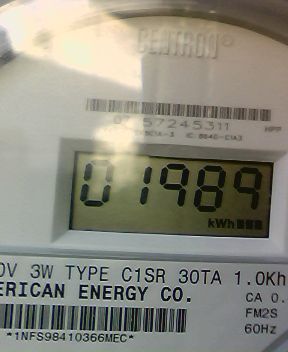 CENTRON®
57245311
HPP
01989
kWh
0V 3W TYPE C1SR 30TA 1.0Kh
ERICAN ENERGY CO.
CA 0.
FM2S
60Hz
*1NFS98410366MEC*